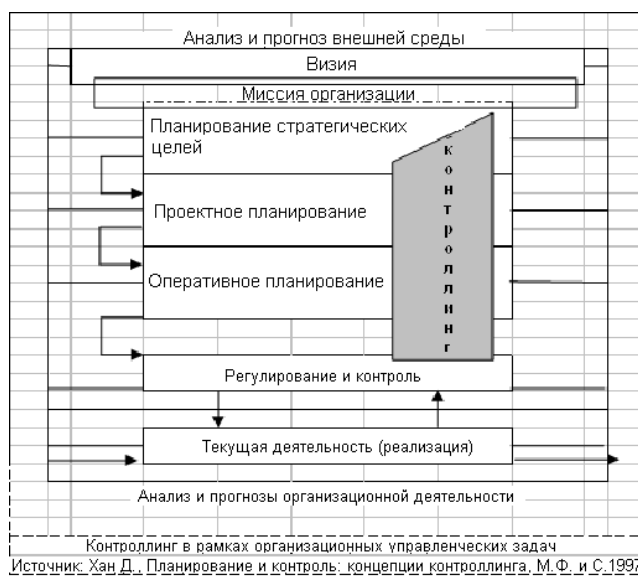 Анализ и прогноз внешней среды
Визия
Миссия организации
Планирование стратегических
целей
контроллинг
Проектное планирование
Оперативное планирование
Регулирование и контроль
Текущая деятельность (реализация)
Анализ и прогнозы организационной деятельности
Контроллинг в рамках организационных управленческих задач
Источник: Хан Д., Планирование и контроль: концепции контроллинга, М.Ф. и С.1997